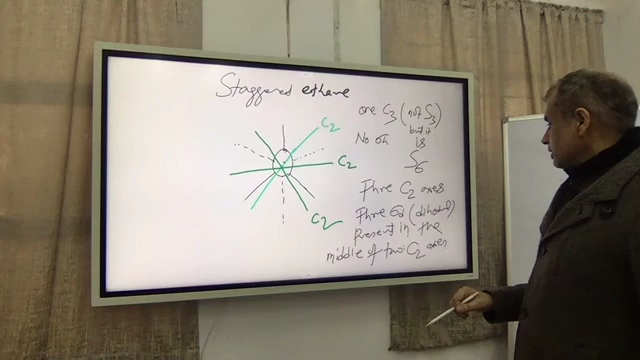 Staggered ethane
C2
C2
C2
one C3 (not S3)
but it
No σh is
S6
Three C2 axes
Three σd (dihedral)
Present in the
middle of two C2 axes